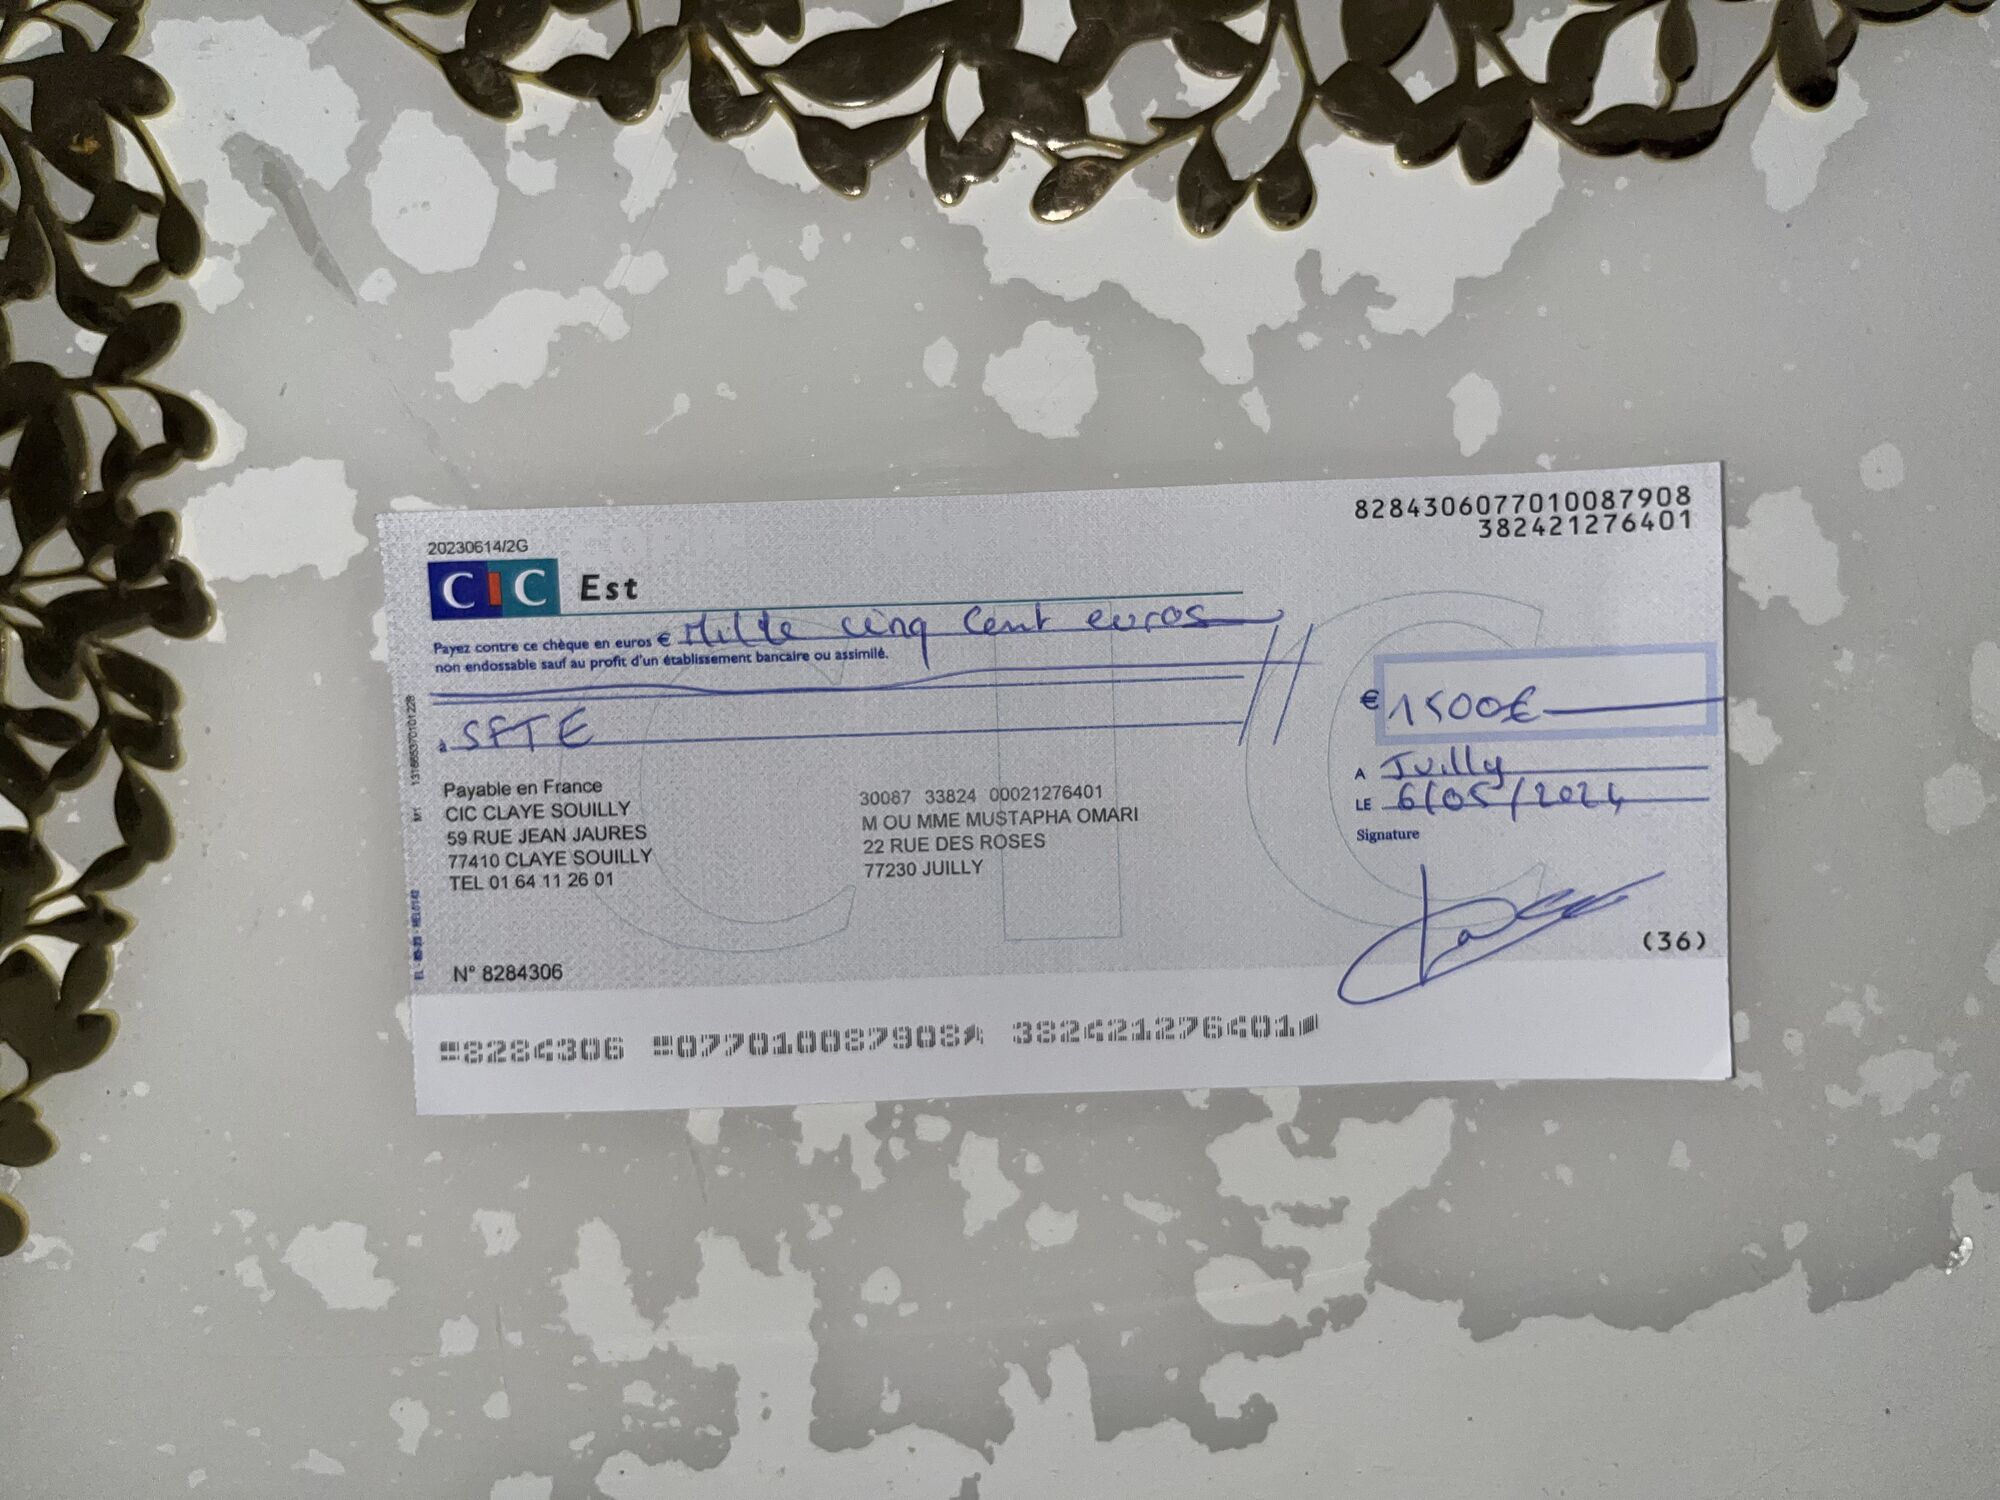 8284306077010087908
382421276401
20230614/2G
CIC Est
Payez contre ce chèque en euros € Mille cinq cent euros
non endossable sauf au profit d'un établissement bancaire ou assimilé.
€ 1500€
à SFTE
A Juilly
LE 6/05/2024
Signature
Payable en France
CIC CLAYE SOUILLY
59 RUE JEAN JAURES
77410 CLAYE SOUILLY
TEL 01 64 11 26 01
30087 33824 00021276401
M OU MME MUSTAPHA OMARI
22 RUE DES ROSES
77230 JUILLY
(36)
N° 8284306
8284306 077010087908 382421276401